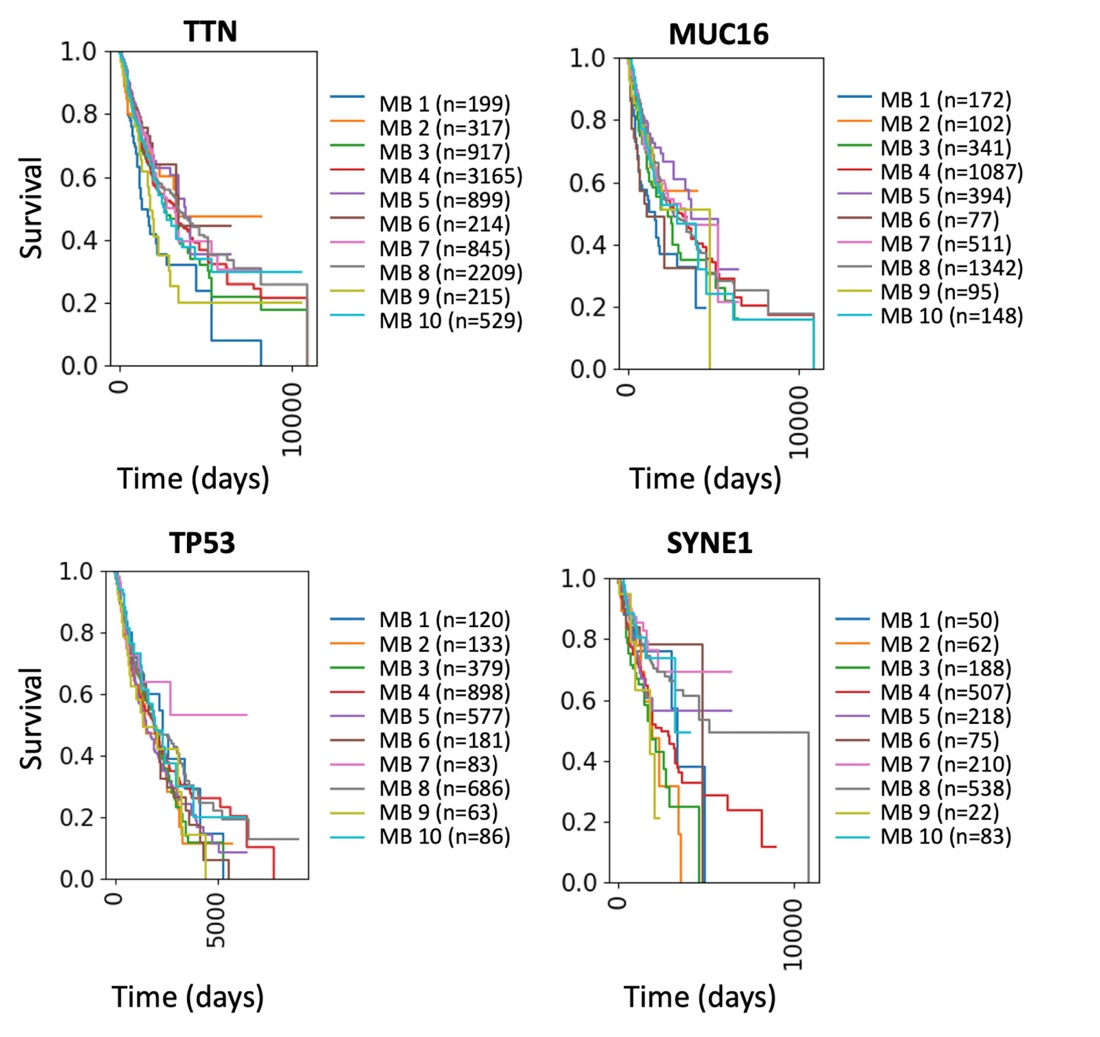 TTN
1.0
0.8
0.6
0.4
0.2
0.0
Survival
0
10000
Time (days)
MB 1 (n=199)
MB 2 (n=317)
MB 3 (n=917)
MB 4 (n=3165)
MB 5 (n=899)
MB 6 (n=214)
MB 7 (n=845)
MB 8 (n=2209)
MB 9 (n=215)
MB 10 (n=529)
MUC16
1.0
0.8
0.6
0.4
0.2
0.0
0
10000
Time (days)
MB 1 (n=172)
MB 2 (n=102)
MB 3 (n=341)
MB 4 (n=1087)
MB 5 (n=394)
MB 6 (n=77)
MB 7 (n=511)
MB 8 (n=1342)
MB 9 (n=95)
MB 10 (n=148)
TP53
1.0
0.8
0.6
0.4
0.2
0.0
Survival
0
5000
Time (days)
MB 1 (n=120)
MB 2 (n=133)
MB 3 (n=379)
MB 4 (n=898)
MB 5 (n=577)
MB 6 (n=181)
MB 7 (n=83)
MB 8 (n=686)
MB 9 (n=63)
MB 10 (n=86)
SYNE1
1.0
0.8
0.6
0.4
0.2
0.0
0
10000
Time (days)
MB 1 (n=50)
MB 2 (n=62)
MB 3 (n=188)
MB 4 (n=507)
MB 5 (n=218)
MB 6 (n=75)
MB 7 (n=210)
MB 8 (n=538)
MB 9 (n=22)
MB 10 (n=83)